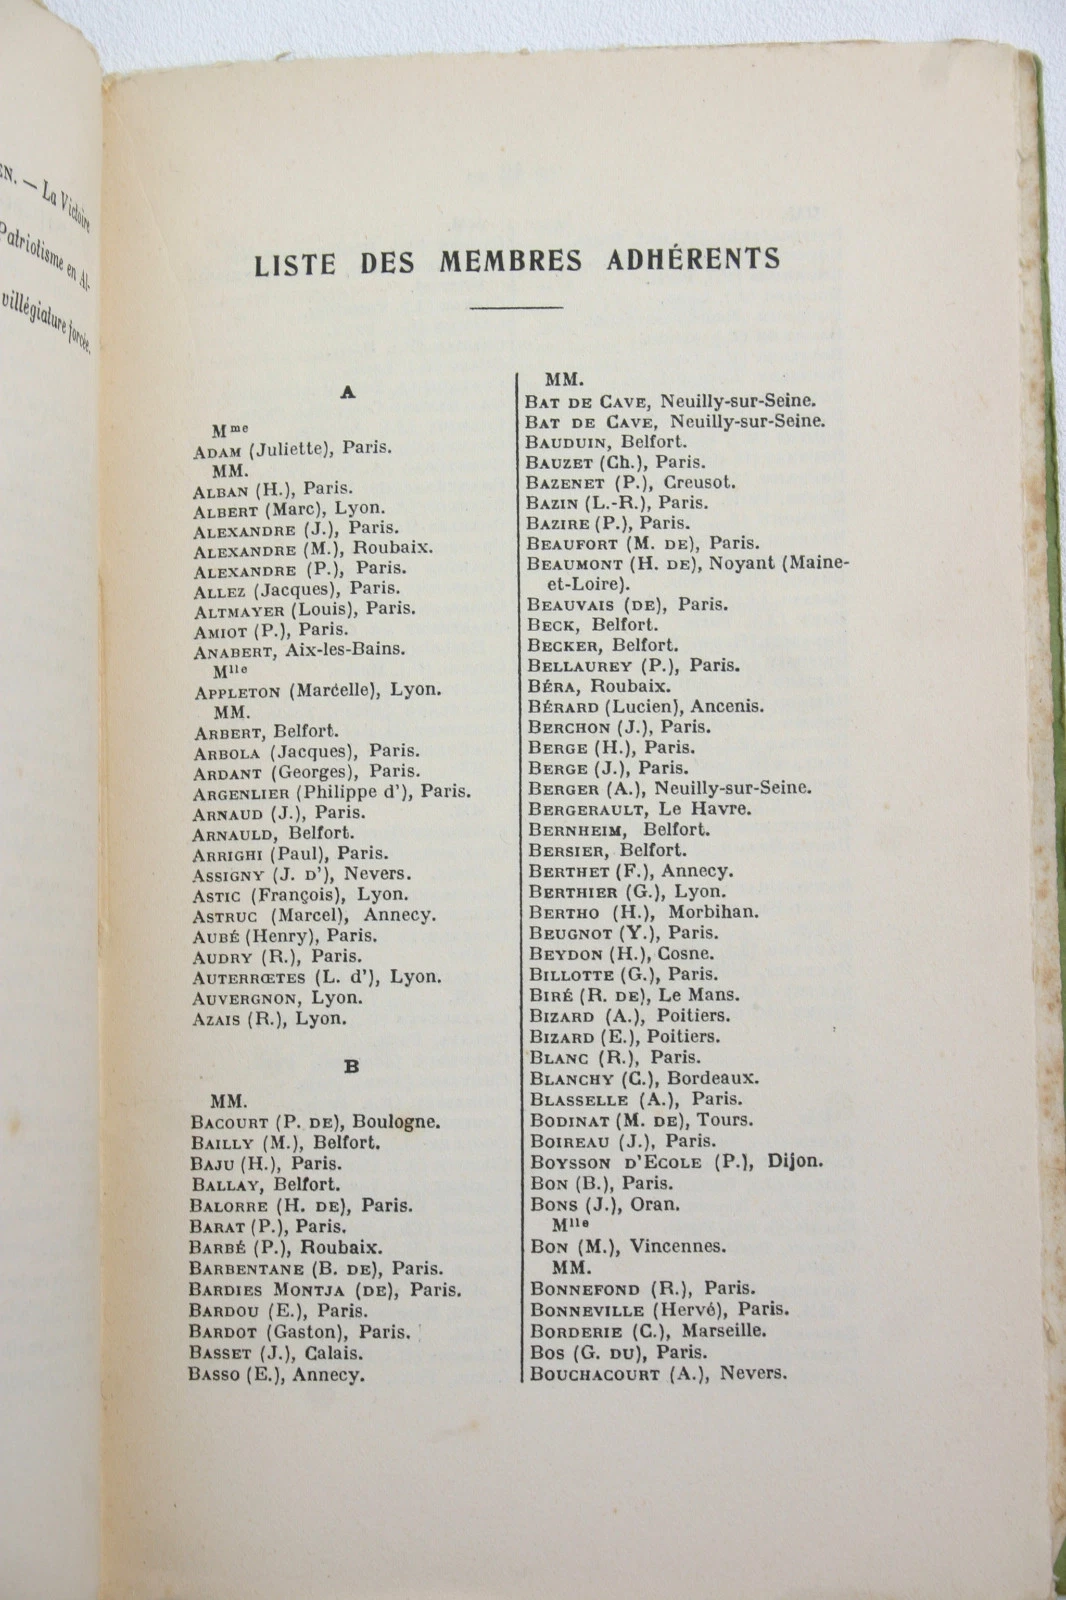 EN. — La Victoire
Patriotisme en Al-
villégiature forcée.
LISTE DES MEMBRES ADHÉRENTS
A
Mme
ADAM (Juliette), Paris.
MM.
ALBAN (H.), Paris.
ALBERT (Marc), Lyon.
ALEXANDRE (J.), Paris.
ALEXANDRE (M.), Roubaix.
ALEXANDRE (P.), Paris.
ALLEZ (Jacques), Paris.
ALTMAYER (Louis), Paris.
AMIOT (P.), Paris.
ANABERT, Aix-les-Bains.
Mlle
APPLETON (Marcelle), Lyon.
MM.
ARBERT, Belfort.
ARBOLA (Jacques), Paris.
ARDANT (Georges), Paris.
ARGENLIER (Philippe d'), Paris.
ARNAUD (J.), Paris.
ARNAULD, Belfort.
ARRIGHI (Paul), Paris.
ASSIGNY (J. D'), Nevers.
ASTIC (François), Lyon.
ASTRUC (Marcel), Annecy.
AUBÉ (Henry), Paris.
AUDRY (R.), Paris.
AUTERRŒTES (L. d'), Lyon.
AUVERGNON, Lyon.
AZAIS (R.), Lyon.
B
MM.
BACOURT (P. DE), Boulogne.
BAILLY (M.), Belfort.
BAJU (H.), Paris.
BALLAY, Belfort.
BALORRE (H. DE), Paris.
BARAT (P.), Paris.
BARBÉ (P.), Roubaix.
BARBENTANE (B. DE), Paris.
BARDIES MONTJA (DE), Paris.
BARDOU (E.), Paris.
BARDOT (Gaston), Paris.
BASSET (J.), Calais.
BASSO (E.), Annecy.
MM.
BAT DE CAVE, Neuilly-sur-Seine.
BAT DE CAVE, Neuilly-sur-Seine.
BAUDUIN, Belfort.
BAUZET (Ch.), Paris.
BAZENET (P.), Creusot.
BAZIN (L.-R.), Paris.
BAZIRE (P.), Paris.
BEAUFORT (M. DE), Paris.
BEAUMONT (H. DE), Noyant (Maine-
et-Loire).
BEAUVAIS (DE), Paris.
BECK, Belfort.
BECKER, Belfort.
BELLAUREY (P.), Paris.
BÉRA, Roubaix.
BÉRARD (Lucien), Ancenis.
BERCHON (J.), Paris.
BERGE (H.), Paris.
BERGE (J.), Paris.
BERGER (A.), Neuilly-sur-Seine.
BERGERAULT, Le Havre.
BERNHEIM, Belfort.
BERSIER, Belfort.
BERTHET (F.), Annecy.
BERTHIER (G.), Lyon.
BERTHO (H.), Morbihan.
BEUGNOT (Y.), Paris.
BEYDON (H.), Cosne.
BILLOTTE (G.), Paris.
BIRÉ (R. DE), Le Mans.
BIZARD (A.), Poitiers.
BIZARD (E.), Poitiers.
BLANC (R.), Paris.
BLANCHY (C.), Bordeaux.
BLASSELLE (A.), Paris.
BODINAT (M. DE), Tours.
BOIREAU (J.), Paris.
BOYSSON D'ECOLE (P.), Dijon.
BON (B.), Paris.
BONS (J.), Oran.
Mlle
BON (M.), Vincennes.
MM.
BONNEFOND (R.), Paris.
BONNEVILLE (Hervé), Paris.
BORDERIE (C.), Marseille.
BOS (G. DU), Paris.
BOUCHACOURT (A.), Nevers.